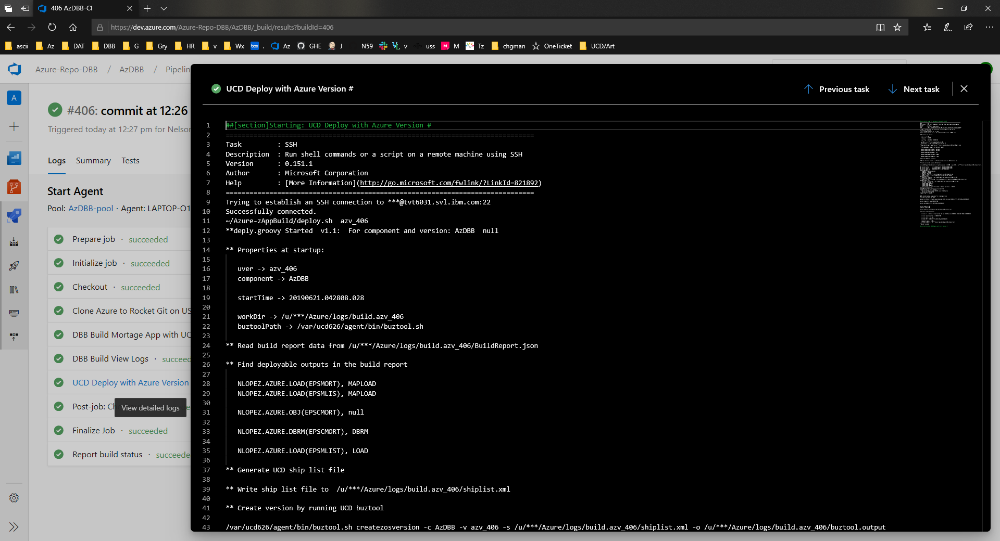 406 AzDBB-CI
https://dev.azure.com/Azure-Repo-DBB/AzDBB/_build/results?buildId=406
ascii Az DAT DBB G Gry HR v Wx box . Az GHE J N59 v uss M M Tz chgman OneTicket UCD/Art
Azure-Repo-DBB / AzDBB / Pipelin
A
#406: commit at 12:26
Triggered today at 12:27 pm for Nelson
Logs Summary Tests
Start Agent
Pool: AzDBB-pool · Agent: LAPTOP-O1
Prepare job · succeeded
Initialize job · succeeded
Checkout · succeeded
Clone Azure to Rocket Git on US
DBB Build Mortage App with UC
DBB Build View Logs · succeed
UCD Deploy with Azure Version
Post-job: Ch
View detailed logs
Finalize Job · succeeded
Report build status · succeede
UCD Deploy with Azure Version #
Previous task Next task
1 ##[section]Starting: UCD Deploy with Azure Version #
2 ==============================================================================
3 Task : SSH
4 Description : Run shell commands or a script on a remote machine using SSH
5 Version : 0.151.1
6 Author : Microsoft Corporation
7 Help : [More Information](http://go.microsoft.com/fwlink/?LinkId=821892)
8 ==============================================================================
9 Trying to establish an SSH connection to ***@tvt6031.svl.ibm.com:22
10 Successfully connected.
11 ~/Azure-zAppBuild/deploy.sh azv_406
12 **deply.groovy Started v1.1: For component and version: AzDBB null
13
14 ** Properties at startup:
15
16 uver -> azv_406
17 component -> AzDBB
18
19 startTime -> 20190621.042808.028
20
21 workDir -> /u/***/Azure/logs/build.azv_406
22 buztoolPath -> /var/ucd626/agent/bin/buztool.sh
23
24 ** Read build report data from /u/***/Azure/logs/build.azv_406/BuildReport.json
25
26 ** Find deployable outputs in the build report
27
28 NLOPEZ.AZURE.LOAD(EPSMORT), MAPLOAD
29 NLOPEZ.AZURE.LOAD(EPSMLIS), MAPLOAD
30
31 NLOPEZ.AZURE.OBJ(EPSCMORT), null
32
33 NLOPEZ.AZURE.DBRM(EPSCMORT), DBRM
34
35 NLOPEZ.AZURE.LOAD(EPSMLIST), LOAD
36
37 ** Generate UCD ship list file
38
39 ** Write ship list file to /u/***/Azure/logs/build.azv_406/shiplist.xml
40
41 ** Create version by running UCD buztool
42
43 /var/ucd626/agent/bin/buztool.sh createzosversion -c AzDBB -v azv_406 -s /u/***/Azure/logs/build.azv_406/shiplist.xml -o /u/***/Azure/logs/build.azv_406/buztool.output